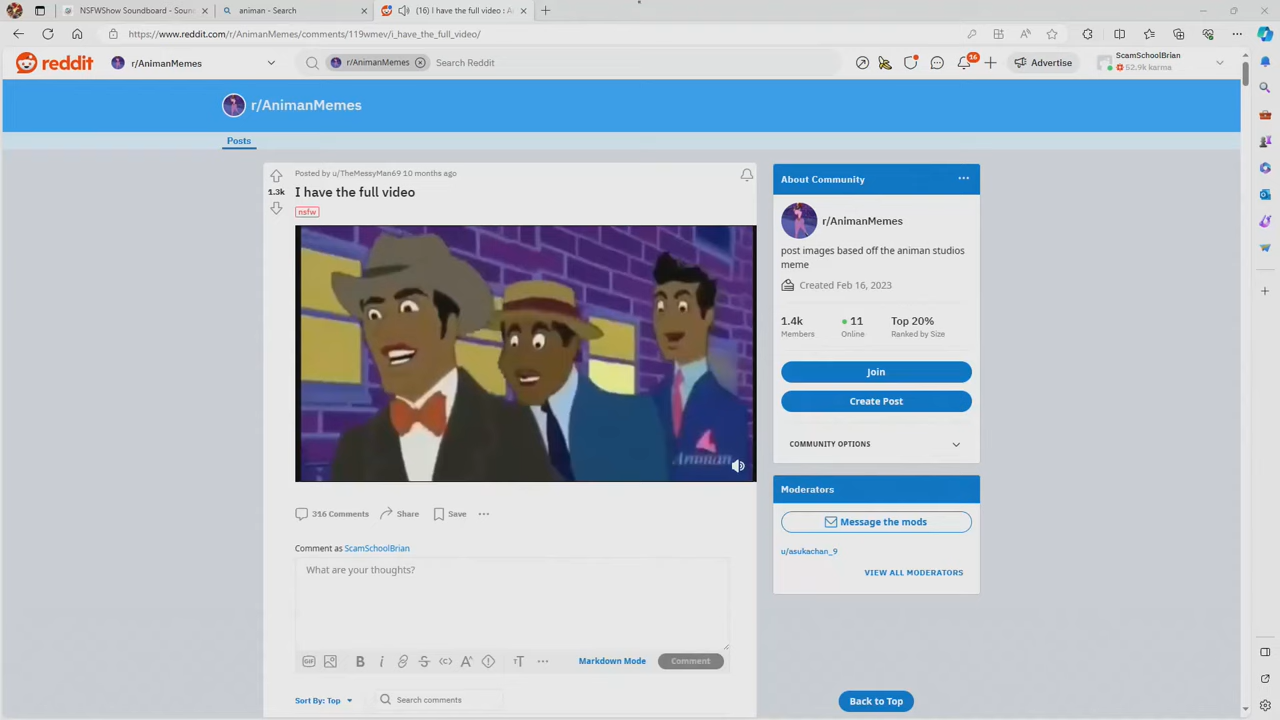 NSFWShow Soundboard - Soun
animan - Search
(16) I have the full video : Ani
https://www.reddit.com/r/AnimanMemes/comments/119wmev/i_have_the_full_video/
reddit
r/AnimanMemes
r/AnimanMemes
Search Reddit
16
Advertise
ScamSchoolBrian
52.9k karma
r/AnimanMemes
Posts
Posted by u/TheMessyMan69 10 months ago
1.3k
I have the full video
nsfw
Animan
316 Comments
Share
Save
Comment as ScamSchoolBrian
What are your thoughts?
Markdown Mode
Comment
Sort By: Top
Search comments
About Community
r/AnimanMemes
post images based off the animan studios
meme
Created Feb 16, 2023
1.4k
11
Top 20%
Members
Online
Ranked by Size
Join
Create Post
COMMUNITY OPTIONS
Moderators
Message the mods
u/asukachan_9
VIEW ALL MODERATORS
Back to Top